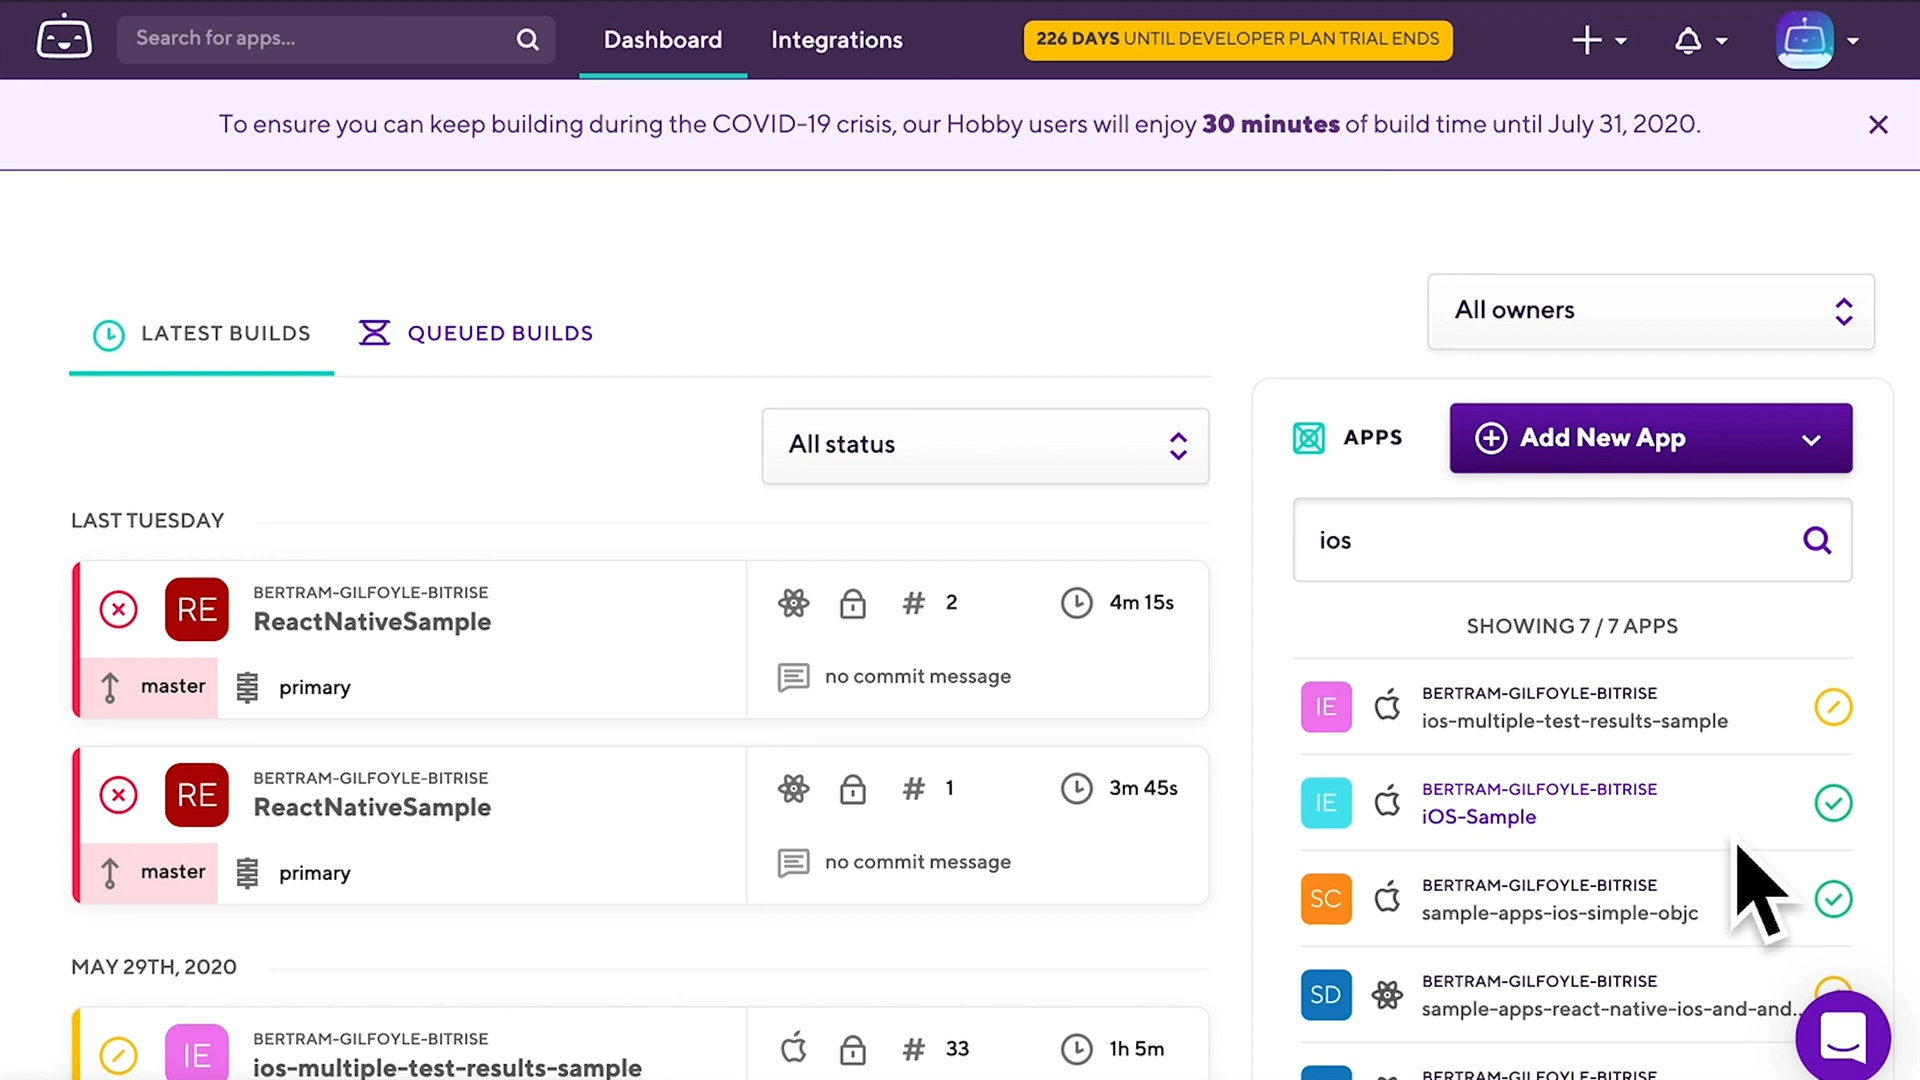 Search for apps...
Dashboard
Integrations
226 DAYS UNTIL DEVELOPER PLAN TRIAL ENDS
To ensure you can keep building during the COVID-19 crisis, our Hobby users will enjoy 30 minutes of build time until July 31, 2020.
All owners
LATEST BUILDS
QUEUED BUILDS
All status
LAST TUESDAY
RE
BERTRAM-GILFOYLE-BITRISE
ReactNativeSample
# 2
4m 15s
master
primary
no commit message
RE
BERTRAM-GILFOYLE-BITRISE
ReactNativeSample
# 1
3m 45s
master
primary
no commit message
MAY 29TH, 2020
IE
BERTRAM-GILFOYLE-BITRISE
ios-multiple-test-results-sample
# 33
1h 5m
APPS
Add New App
ios
SHOWING 7 / 7 APPS
IE
BERTRAM-GILFOYLE-BITRISE
ios-multiple-test-results-sample
IE
BERTRAM-GILFOYLE-BITRISE
iOS-Sample
SC
BERTRAM-GILFOYLE-BITRISE
sample-apps-ios-simple-objc
SD
BERTRAM-GILFOYLE-BITRISE
sample-apps-react-native-ios-and-and...
BERTRAM-GILFOYLE-BITRISE